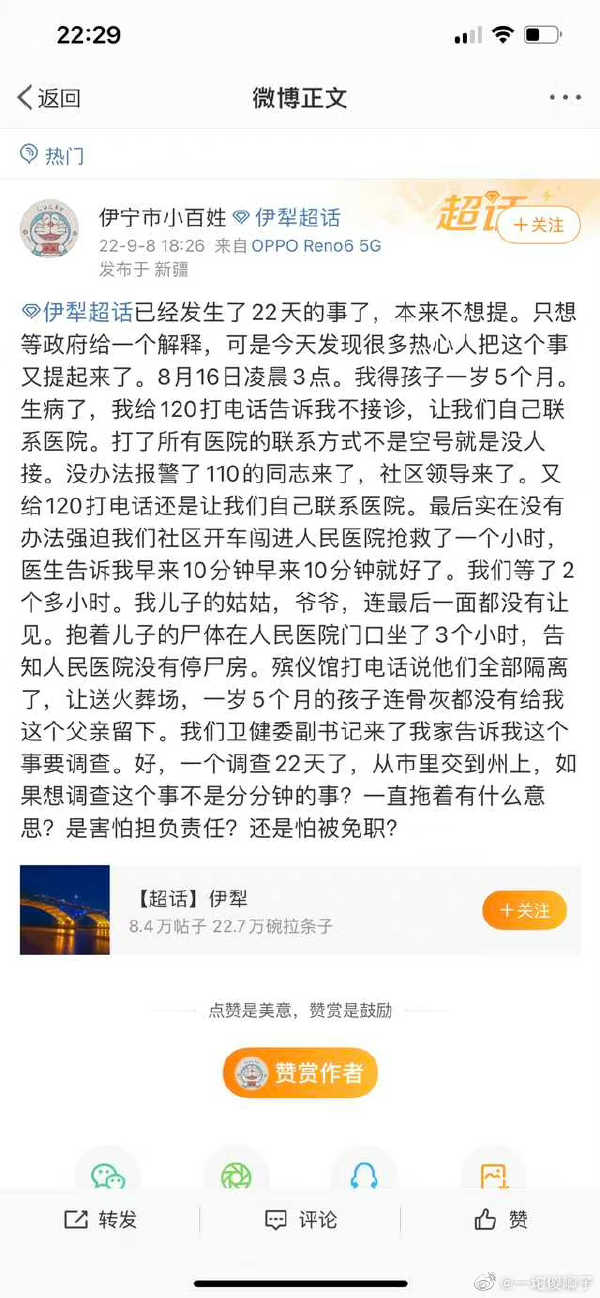 22:29
返回
微博正文
热门
伊宁市小百姓 伊犁超话
超话
+关注
22-9-8 18:26 来自 OPPO Reno6 5G
发布于 新疆
伊犁超话已经发生了22天的事了，本来不想提。只想
等政府给一个解释，可是今天发现很多热心人把这个事
又提起来了。8月16日凌晨3点。我得孩子一岁5个月。
生病了，我给120打电话告诉我不接诊，让我们自己联
系医院。打了所有医院的联系方式不是空号就是没人
接。没办法报警了110的同志来了，社区领导来了。又
给120打电话还是让我们自己联系医院。最后实在没有
办法强迫我们社区开车闯进人民医院抢救了一个小时，
医生告诉我早来10分钟早来10分钟就好了。我们等了2
个多小时。我儿子的姑姑，爷爷，连最后一面都没有让
见。抱着儿子的尸体在人民医院门口坐了3个小时，告
知人民医院没有停尸房。殡仪馆打电话说他们全部隔离
了，让送火葬场，一岁5个月的孩子连骨灰都没有给我
这个父亲留下。我们卫健委副书记来了我家告诉我这个
事要调查。好，一个调查22天了，从市里交到州上，如
果想调查这个事不是分分钟的事？一直拖着有什么意
思？是害怕担负责任？还是怕被免职？
【超话】伊犁
8.4万帖子 22.7万碗拉条子
+关注
点赞是美意，赞赏是鼓励
赞赏作者
转发
评论
赞